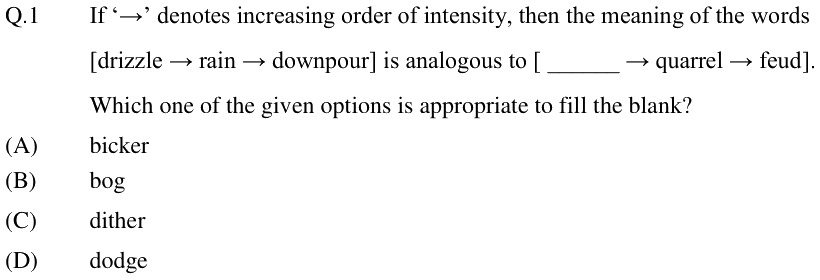 Q.1 If ‘→’ denotes increasing order of intensity, then the meaning of the words
[drizzle → rain → downpour] is analogous to [ ______ → quarrel → feud].
Which one of the given options is appropriate to fill the blank?
(A) bicker
(B) bog
(C) dither
(D) dodge